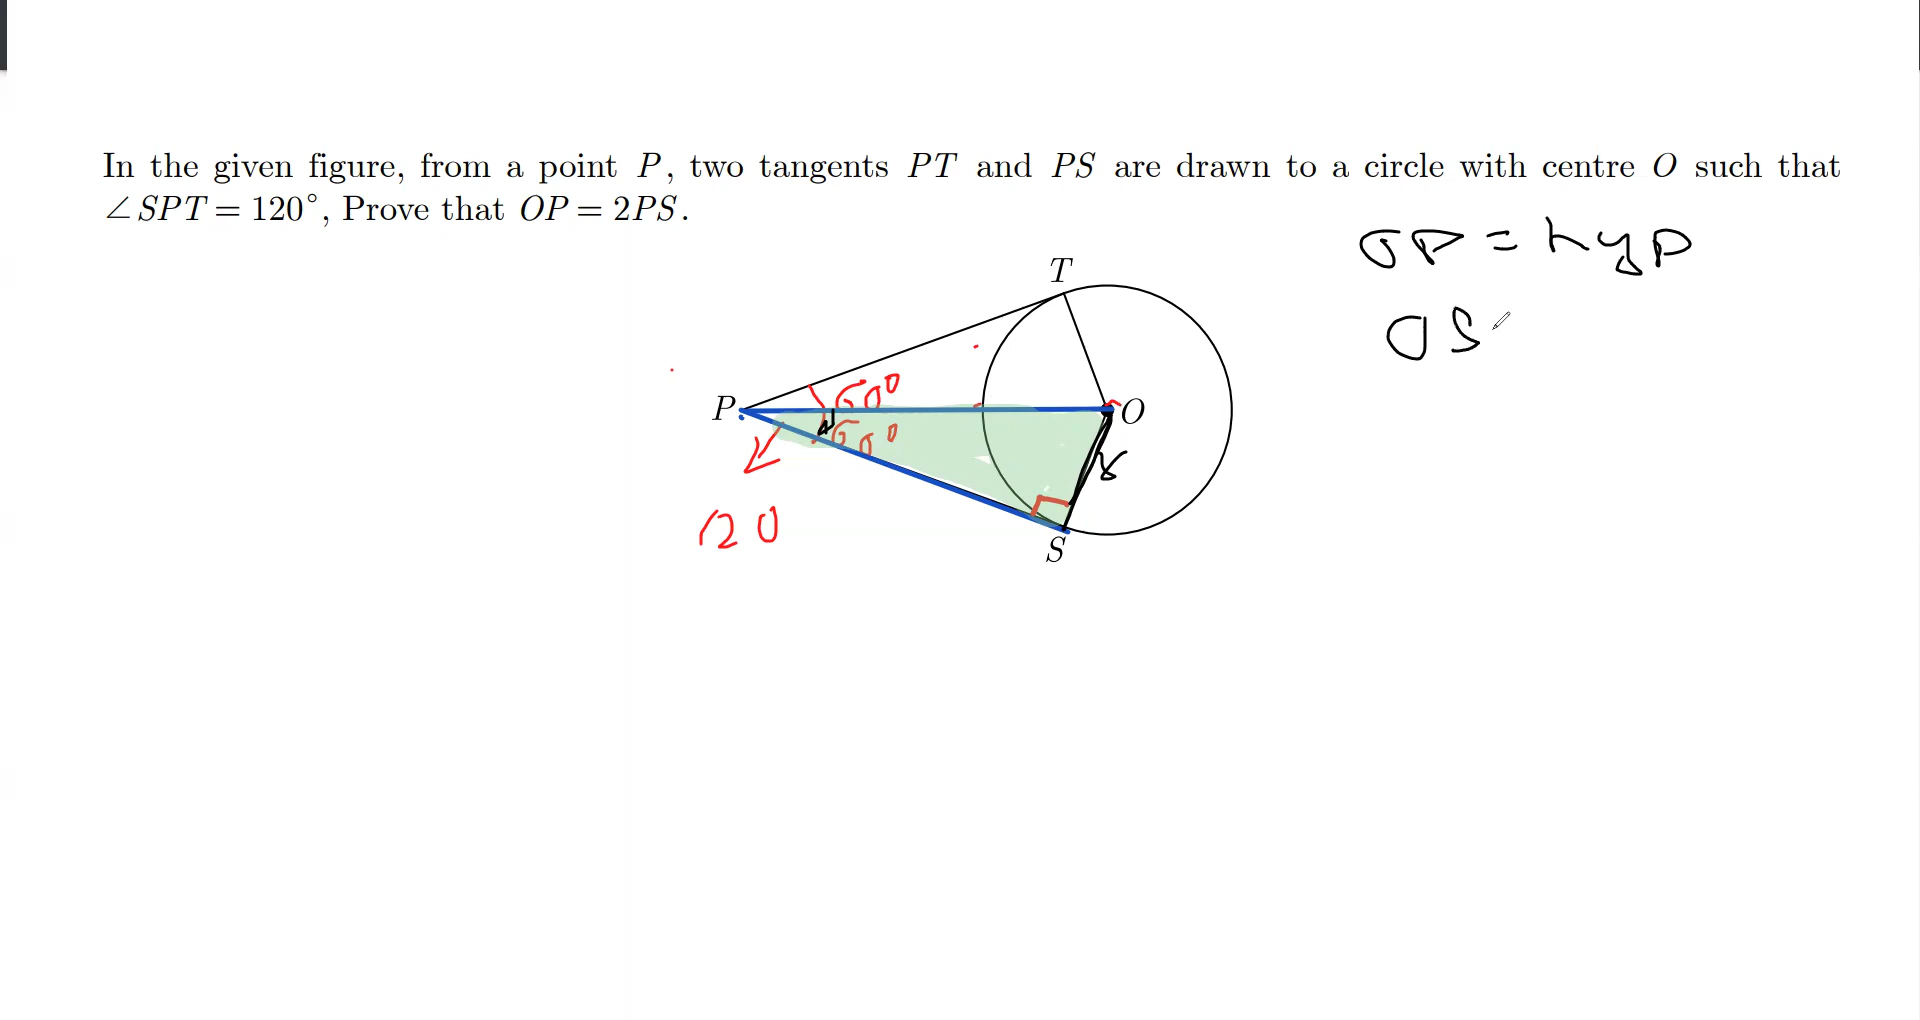 In the given figure, from a point P, two tangents PT and PS are drawn to a circle with centre O such that
∠SPT = 120°, Prove that OP = 2PS.
OP = hyp
T
OS
60°
P
O
60°
120
S